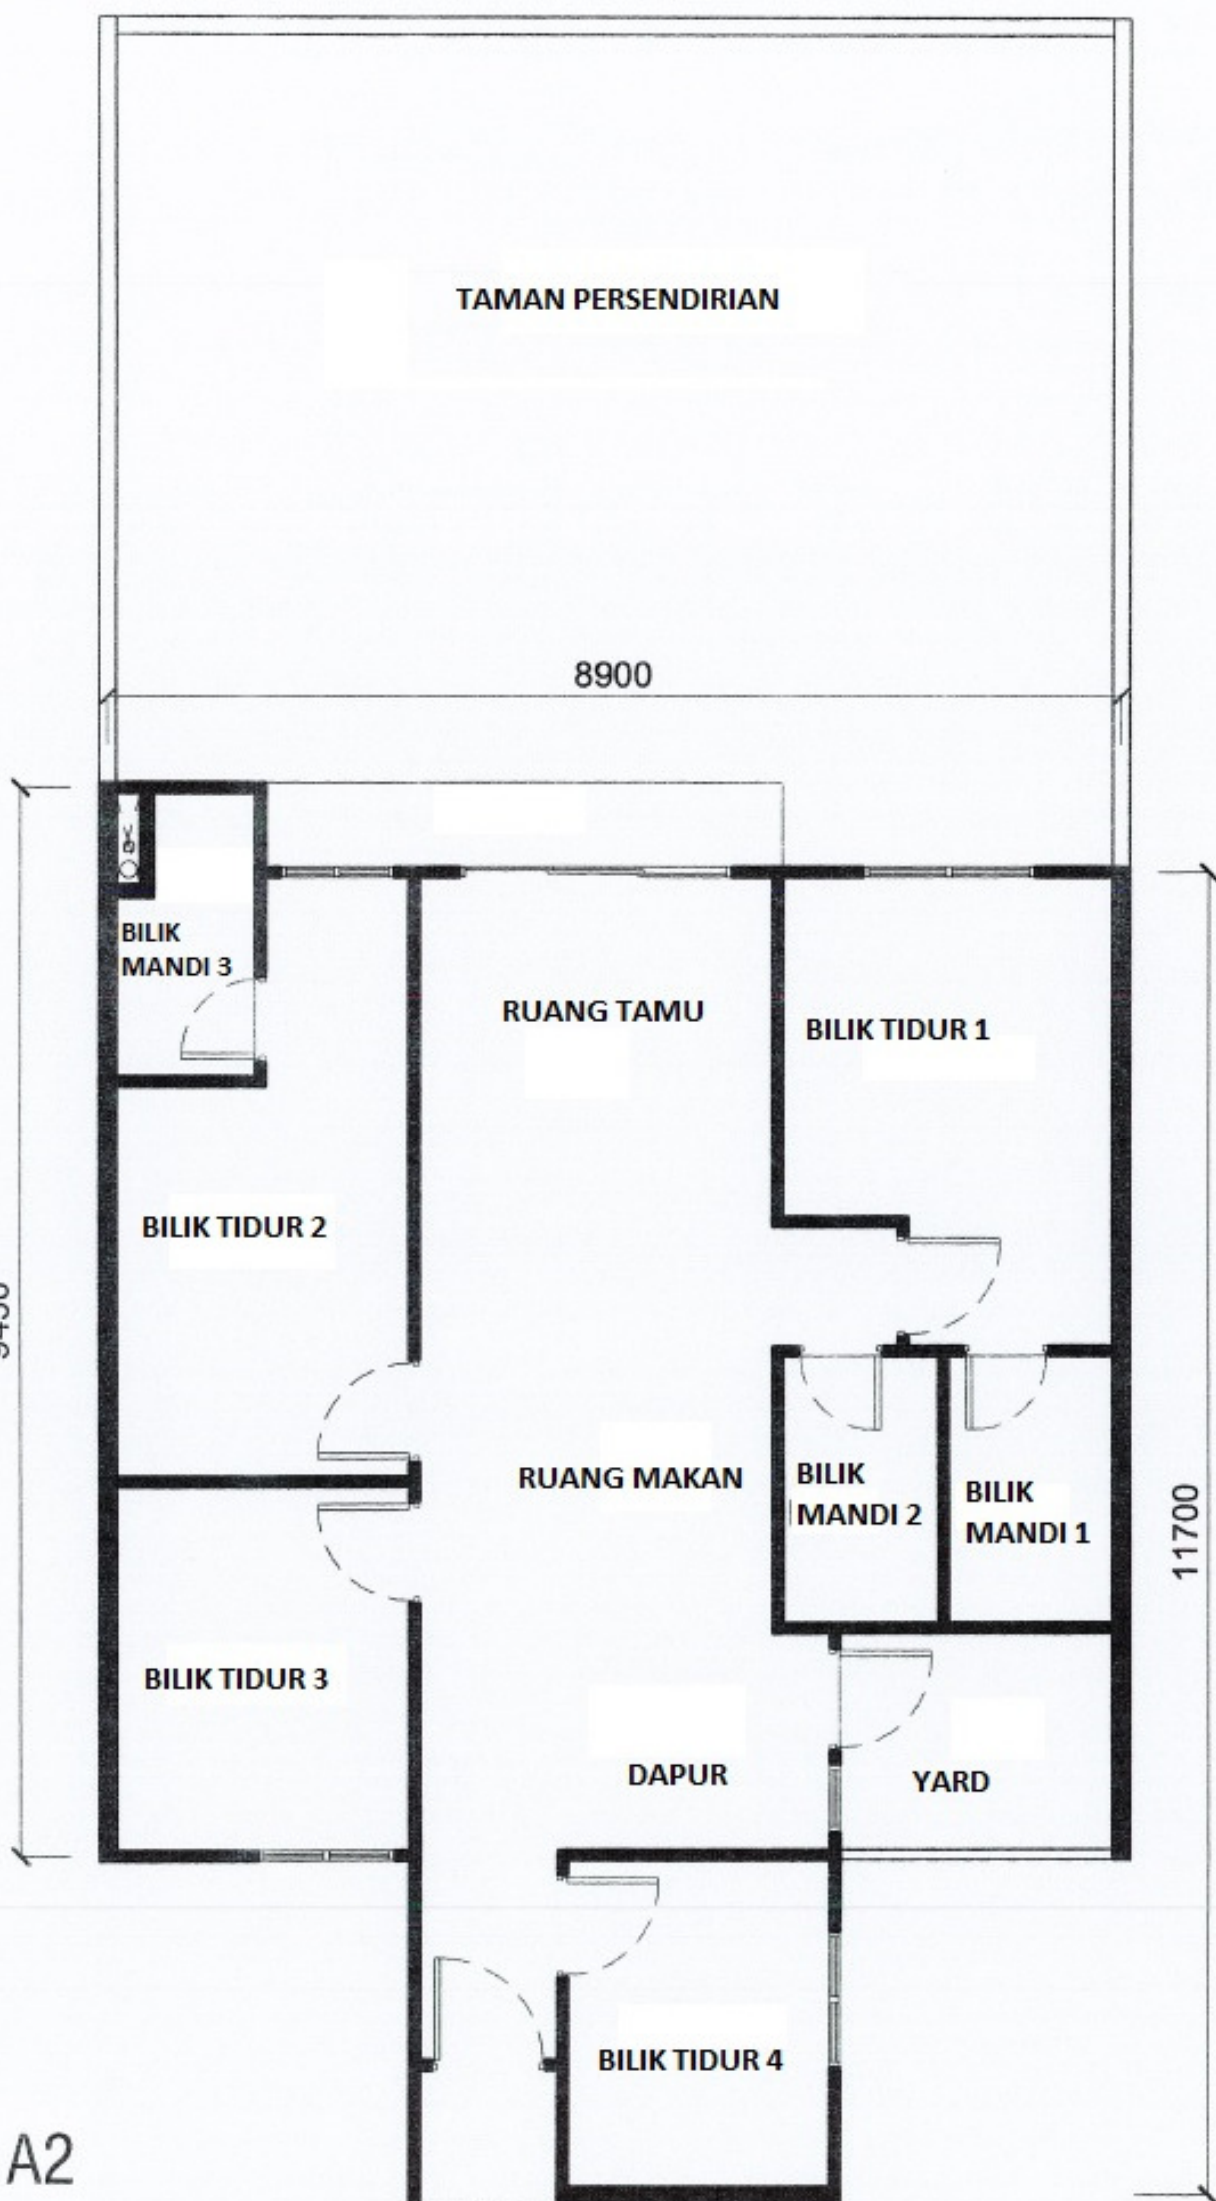 TAMAN PERSENDIRIAN
8900
BILIK
MANDI 3
RUANG TAMU
BILIK TIDUR 1
BILIK TIDUR 2
RUANG MAKAN
BILIK
MANDI 2
BILIK
MANDI 1
11700
BILIK TIDUR 3
DAPUR
YARD
BILIK TIDUR 4
A2